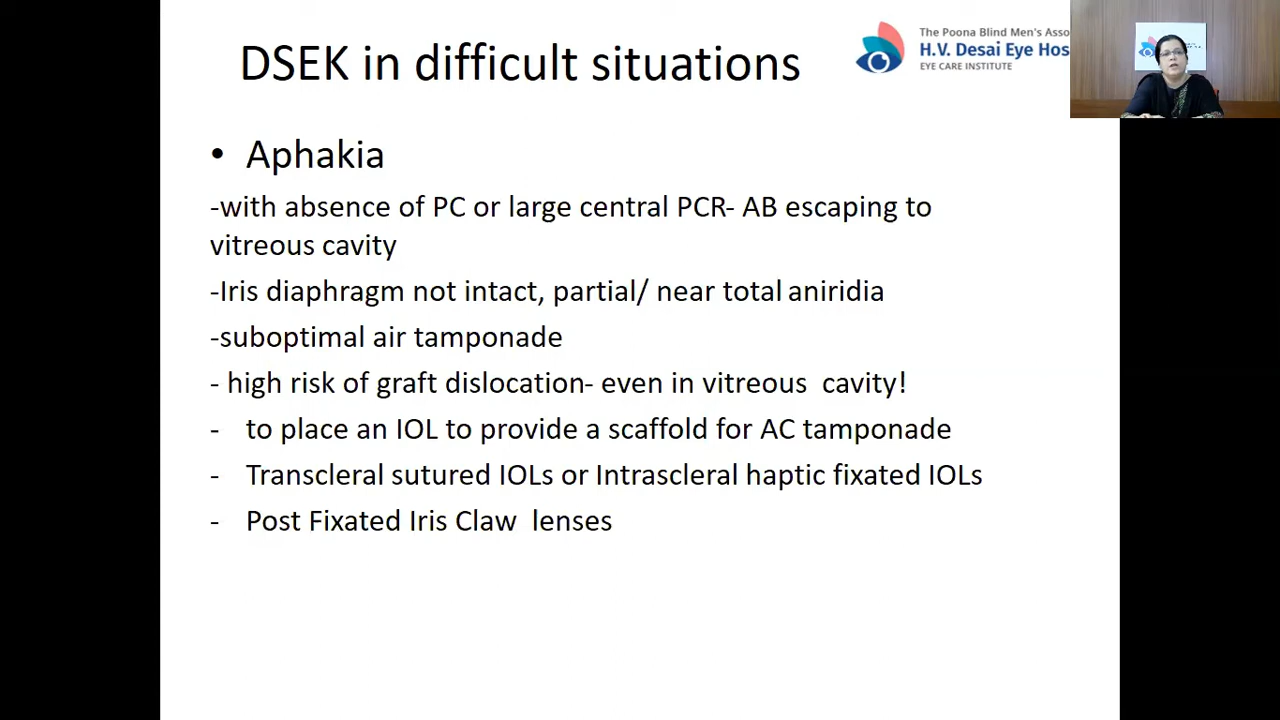 DSEK in difficult situations
The Poona Blind Men's Asso
H.V. Desai Eye Hos
EYE CARE INSTITUTE
• Aphakia
-with absence of PC or large central PCR- AB escaping to
vitreous cavity
-Iris diaphragm not intact, partial/ near total aniridia
-suboptimal air tamponade
- high risk of graft dislocation- even in vitreous cavity!
- to place an IOL to provide a scaffold for AC tamponade
- Transcleral sutured IOLs or Intrascleral haptic fixated IOLs
- Post Fixated Iris Claw lenses